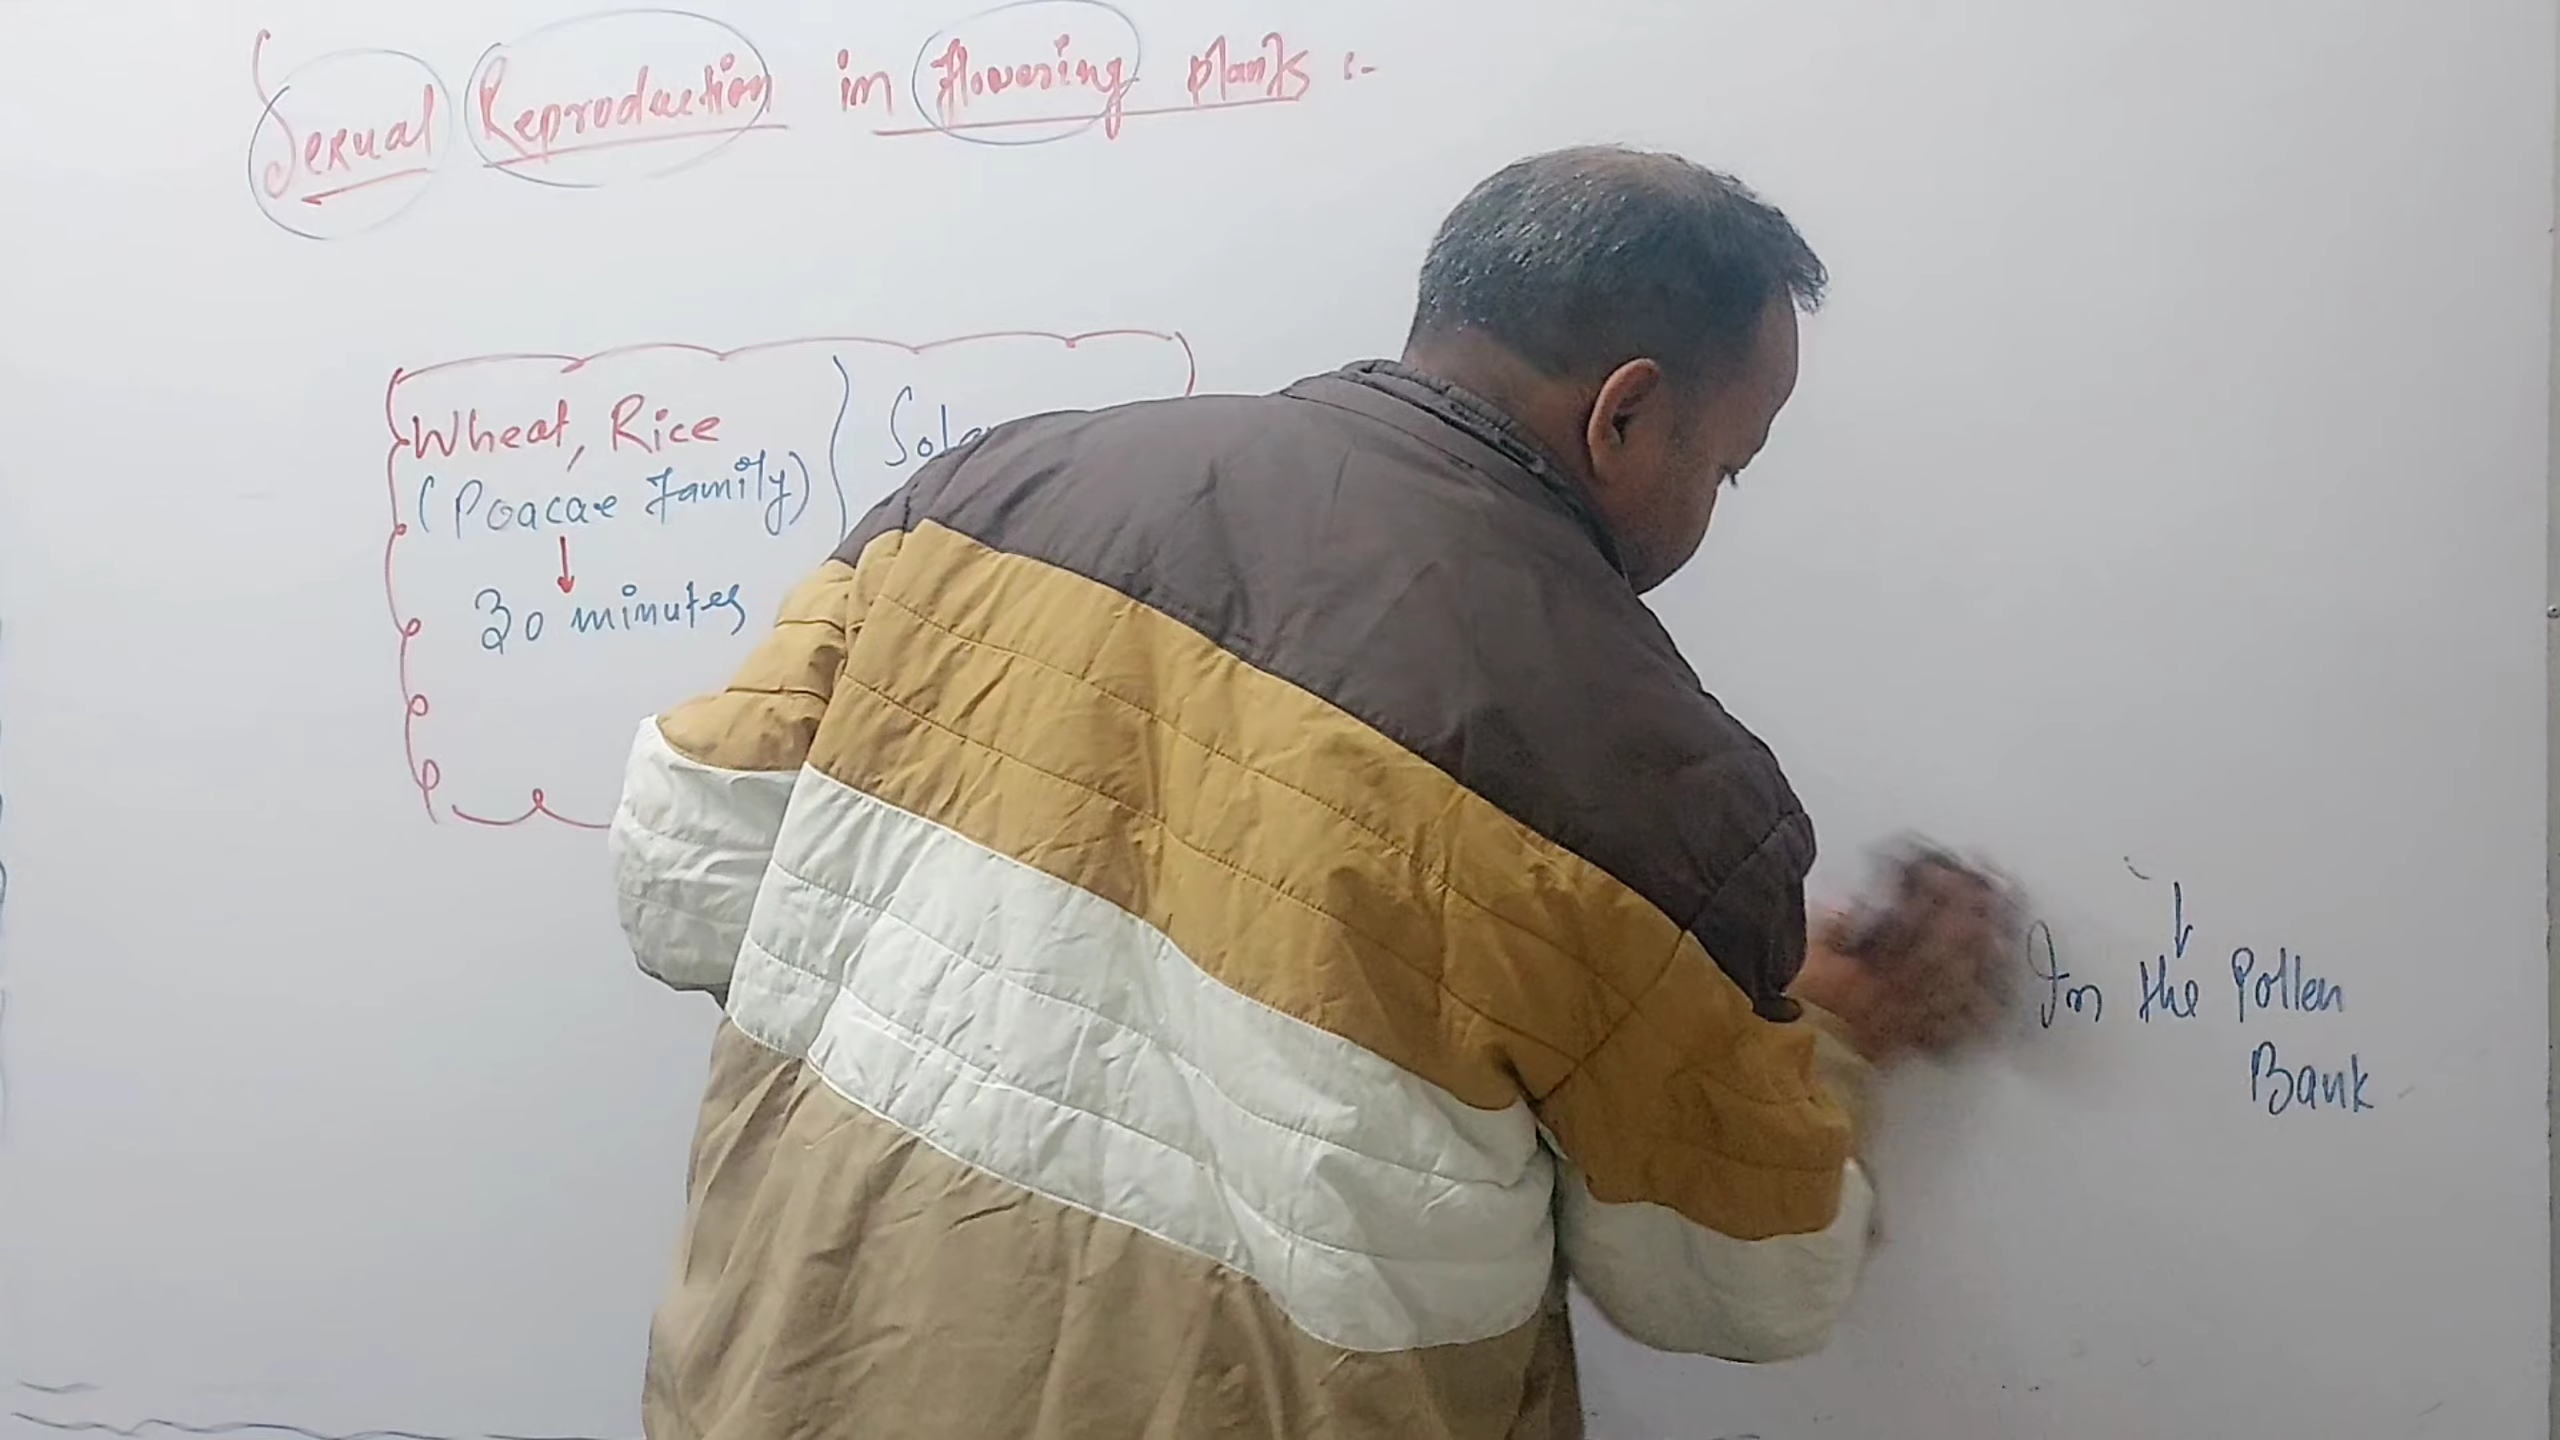 Sexual Reproduction in flowering plants :-
Wheat, Rice
(Poacae Family)
30 minutes
In the Pollen
Bank